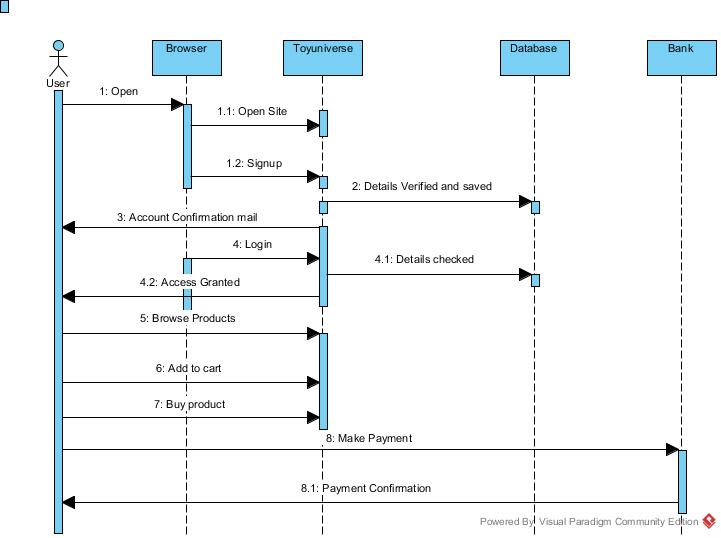 Browser
Toyuniverse
Database
Bank
User
1: Open
1.1: Open Site
1.2: Signup
2: Details Verified and saved
3: Account Confirmation mail
4: Login
4.1: Details checked
4.2: Access Granted
5: Browse Products
6: Add to cart
7: Buy product
8: Make Payment
8.1: Payment Confirmation
Powered By Visual Paradigm Community Edition